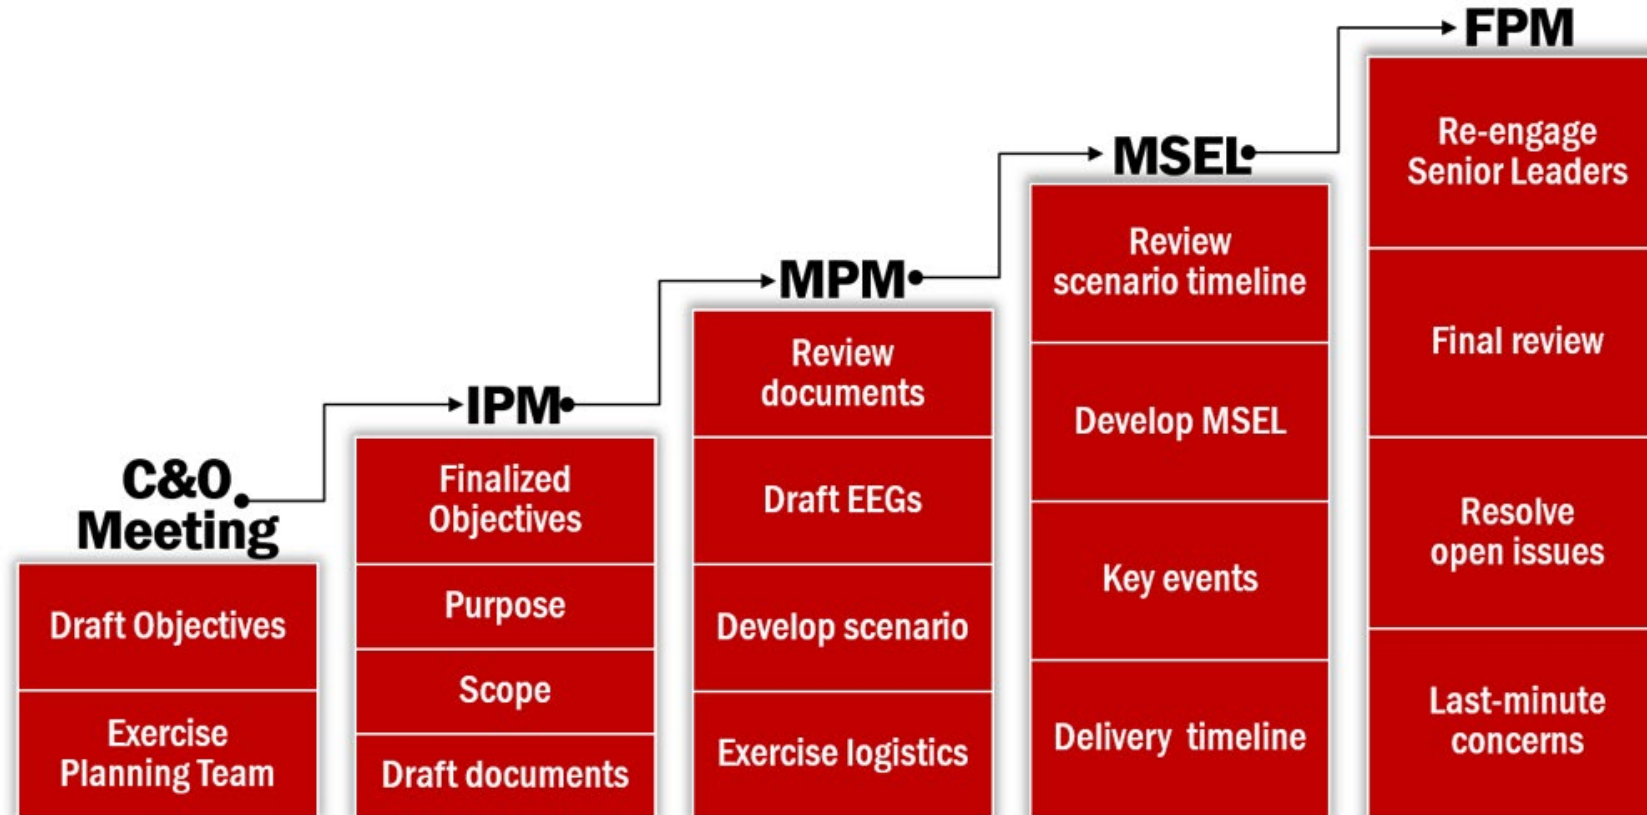 C&O
Meeting
Draft Objectives
Exercise
Planning Team
IPM
Finalized
Objectives
Purpose
Scope
Draft documents
MPM
Review
documents
Draft EEGs
Develop scenario
Exercise logistics
MSEL
Review
scenario timeline
Develop MSEL
Key events
Delivery timeline
FPM
Re-engage
Senior Leaders
Final review
Resolve
open issues
Last-minute
concerns